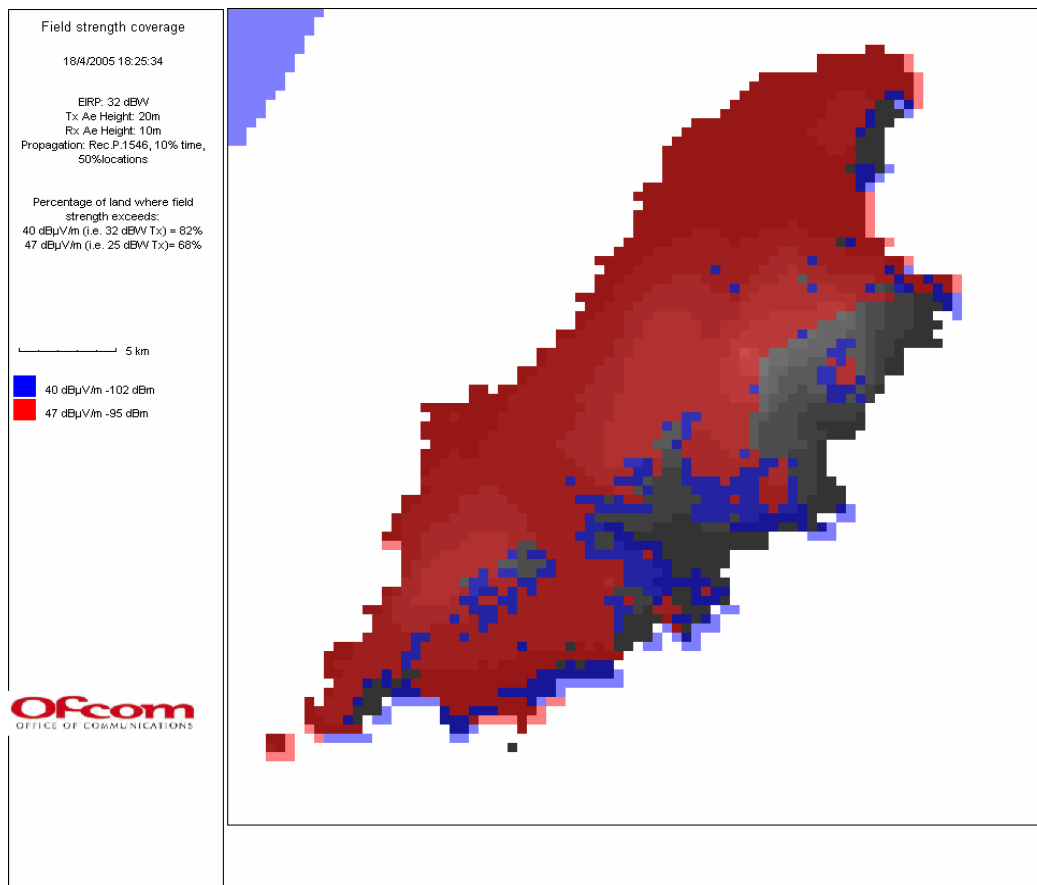 Field strength coverage
18/4/2005 18:25:34
EIRP: 32 dBW
Tx Ae Height: 20m
Rx Ae Height: 10m
Propagation: Rec.P.1546, 10% time,
50%locations
Percentage of land where field
strength exceeds:
40 dBµV/m (i.e. 32 dBW Tx) = 82%
47 dBµV/m (i.e. 25 dBW Tx)= 68%
5 km
40 dBµV/m -102 dBm
47 dBµV/m -95 dBm
Ofcom
OFFICE OF COMMUNICATIONS